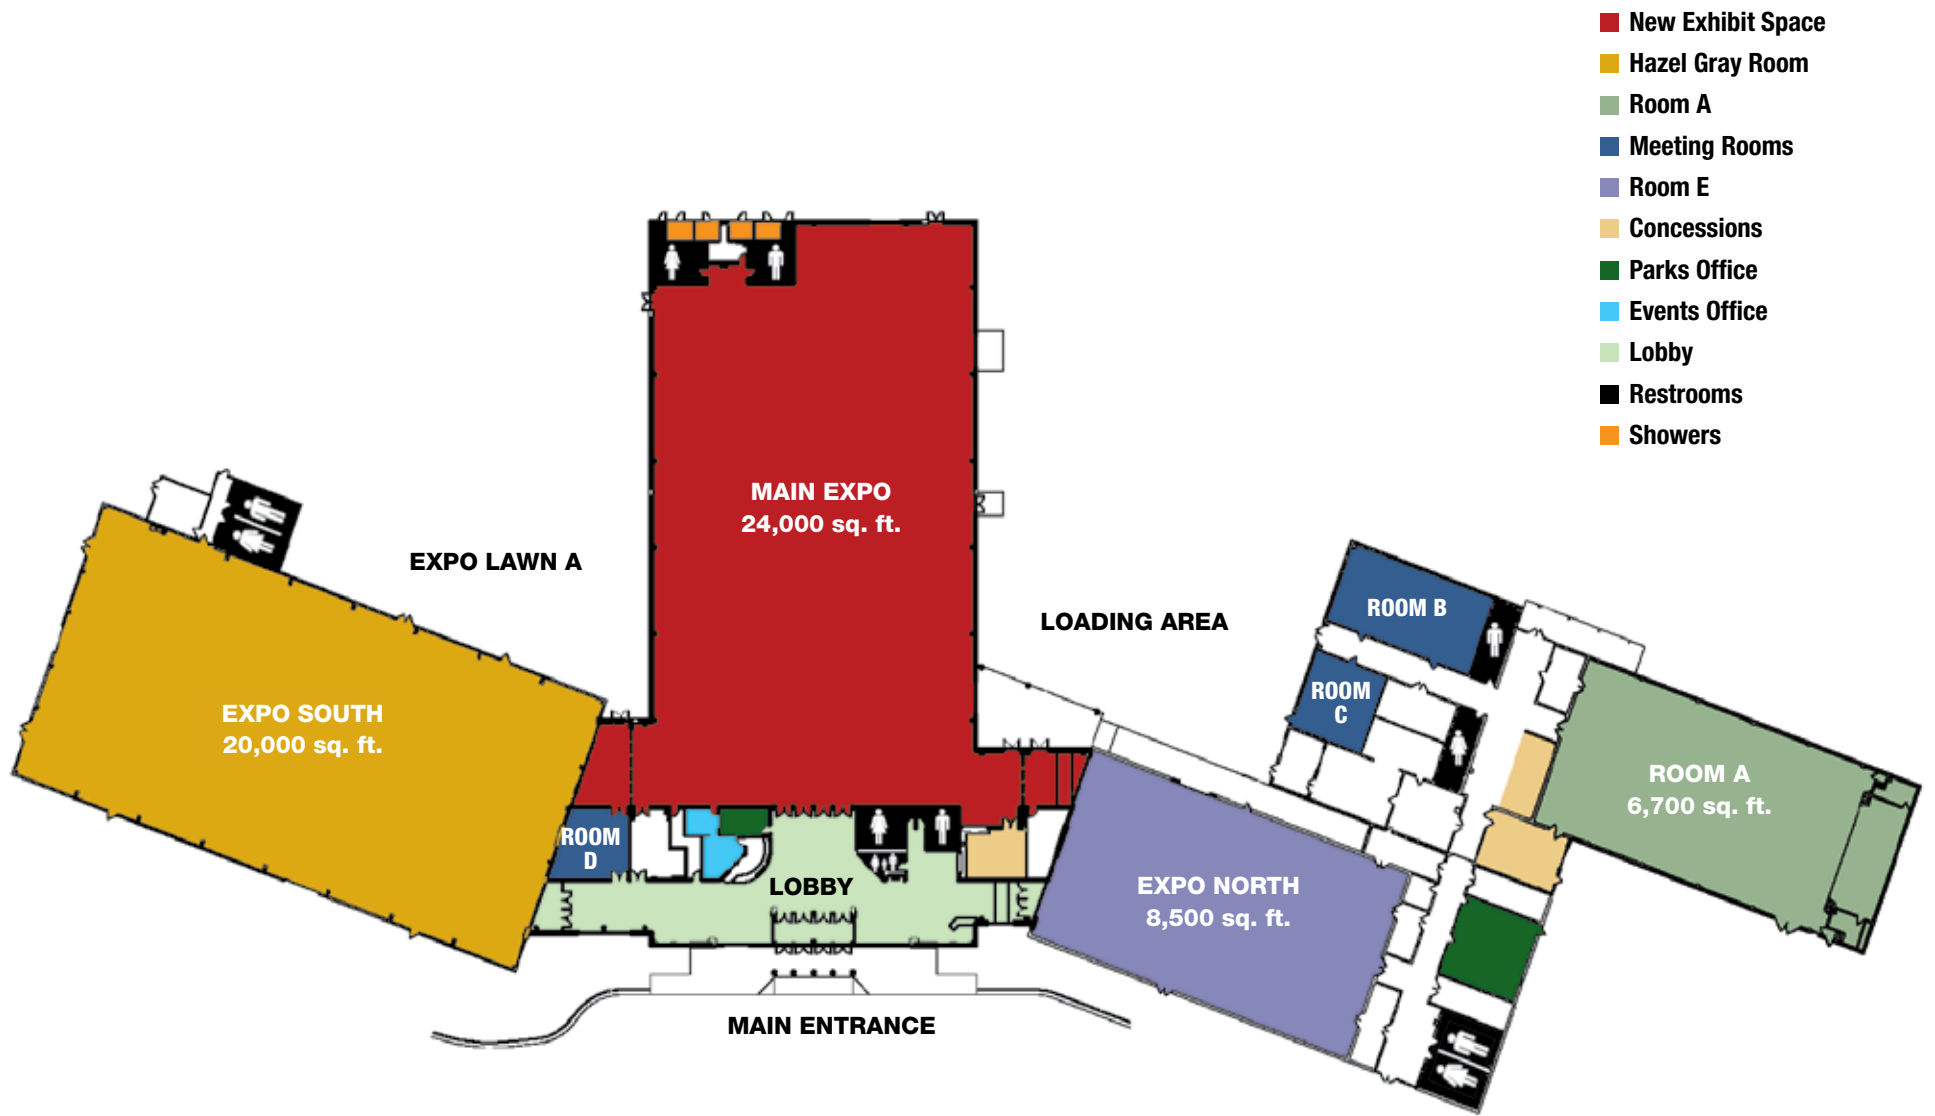 New Exhibit Space
Hazel Gray Room
Room A
Meeting Rooms
Room E
Concessions
Parks Office
Events Office
Lobby
Restrooms
Showers
MAIN EXPO
24,000 sq. ft.
EXPO LAWN A
LOADING AREA
ROOM B
ROOM
C
EXPO SOUTH
20,000 sq. ft.
ROOM A
6,700 sq. ft.
ROOM
D
LOBBY
EXPO NORTH
8,500 sq. ft.
MAIN ENTRANCE